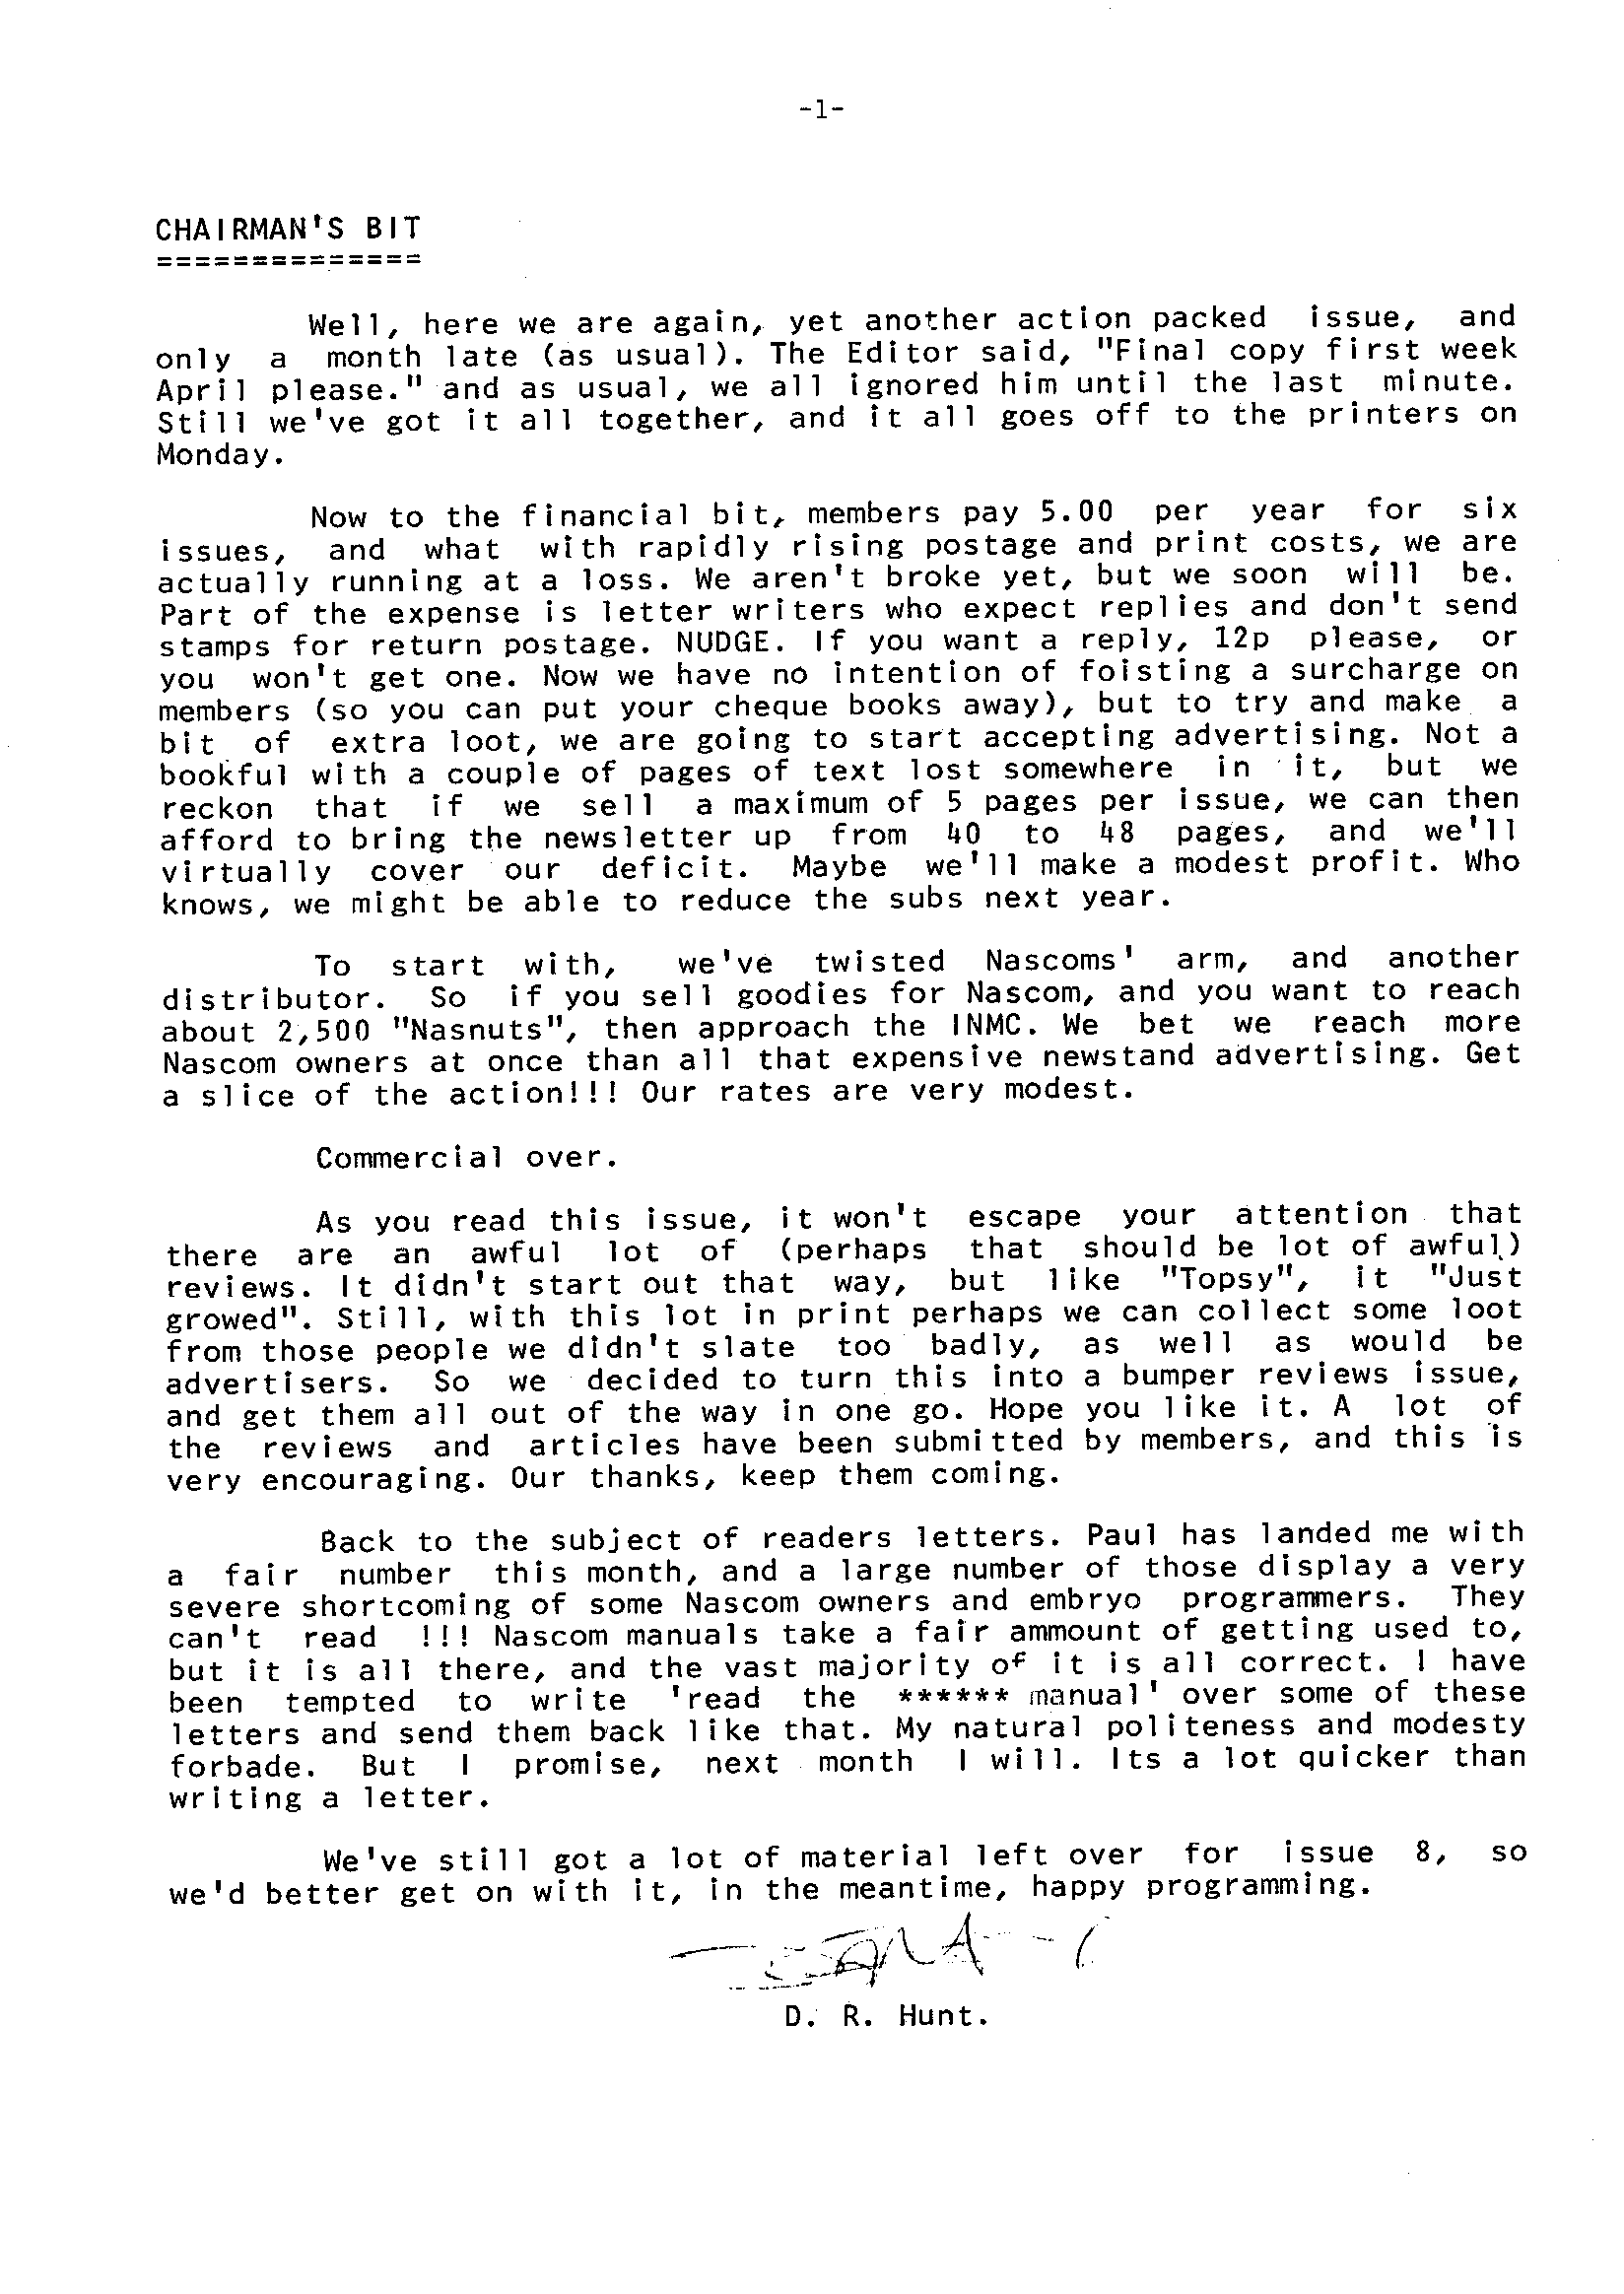 -1-
CHAIRMAN'S BIT
==============
Well, here we are again, yet another action packed issue, and
only a month late (as usual). The Editor said, "Final copy first week
April please." and as usual, we all ignored him until the last minute.
Still we've got it all together, and it all goes off to the printers on
Monday.
Now to the financial bit, members pay 5.00 per year for six
issues, and what with rapidly rising postage and print costs, we are
actually running at a loss. We aren't broke yet, but we soon will be.
Part of the expense is letter writers who expect replies and don't send
stamps for return postage. NUDGE. If you want a reply, 12p please, or
you won't get one. Now we have no intention of foisting a surcharge on
members (so you can put your cheque books away), but to try and make a
bit of extra loot, we are going to start accepting advertising. Not a
bookful with a couple of pages of text lost somewhere in it, but we
reckon that if we sell a maximum of 5 pages per issue, we can then
afford to bring the newsletter up from 40 to 48 pages, and we'll
virtually cover our deficit. Maybe we'll make a modest profit. Who
knows, we might be able to reduce the subs next year.
To start with, we've twisted Nascoms' arm, and another
distributor. So if you sell goodies for Nascom, and you want to reach
about 2,500 "Nasnuts", then approach the INMC. We bet we reach more
Nascom owners at once than all that expensive newstand advertising. Get
a slice of the action!!! Our rates are very modest.
Commercial over.
As you read this issue, it won't escape your attention that
there are an awful lot of (perhaps that should be lot of awful)
reviews. It didn't start out that way, but like "Topsy", it "Just
growed". Still, with this lot in print perhaps we can collect some loot
from those people we didn't slate too badly, as well as would be
advertisers. So we decided to turn this into a bumper reviews issue,
and get them all out of the way in one go. Hope you like it. A lot of
the reviews and articles have been submitted by members, and this is
very encouraging. Our thanks, keep them coming.
Back to the subject of readers letters. Paul has landed me with
a fair number this month, and a large number of those display a very
severe shortcoming of some Nascom owners and embryo programmers. They
can't read !!! Nascom manuals take a fair ammount of getting used to,
but it is all there, and the vast majority of it is all correct. I have
been tempted to write 'read the ****** manual' over some of these
letters and send them back like that. My natural politeness and modesty
forbade. But I promise, next month I will. Its a lot quicker than
writing a letter.
We've still got a lot of material left over for issue 8, so
we'd better get on with it, in the meantime, happy programming.
D. R. Hunt.